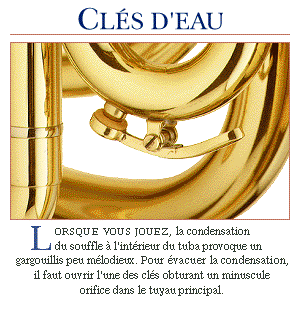 CLÉS D'EAU
LORSQUE VOUS JOUEZ, la condensation
du souffle à l'intérieur du tuba provoque un
gargouillis peu mélodieux. Pour évacuer la condensation,
il faut ouvrir l'une des clés obturant un minuscule
orifice dans le tuyau principal.